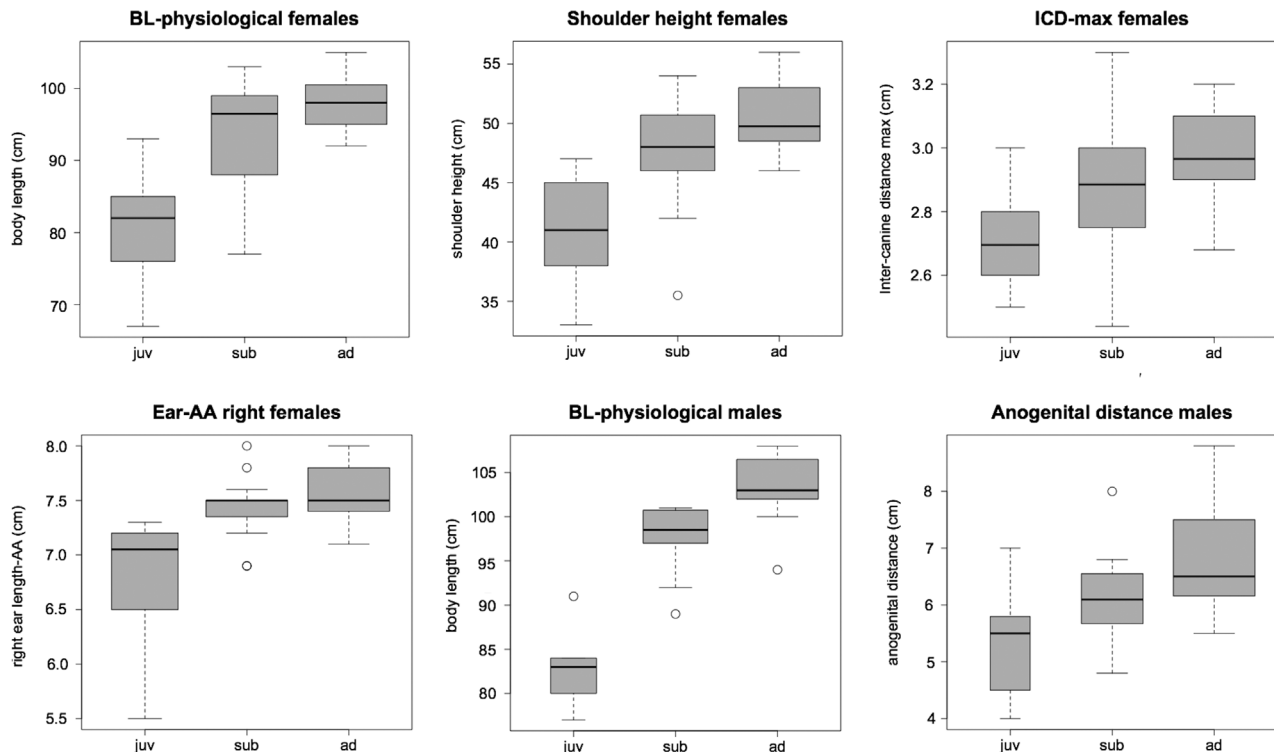 BL-physiological females
body length (cm)
100
90
80
70
juv sub ad
Shoulder height females
shoulder height (cm)
55
50
45
40
35
juv sub ad
ICD-max females
Inter-canine distance max (cm)
3.2
3.0
2.8
2.6
juv sub ad
Ear-AA right females
right ear length-AA (cm)
8.0
7.5
7.0
6.5
6.0
5.5
juv sub ad
BL-physiological males
body length (cm)
105
100
95
90
85
80
juv sub ad
Anogenital distance males
anogenital distance (cm)
8
7
6
5
4
juv sub ad